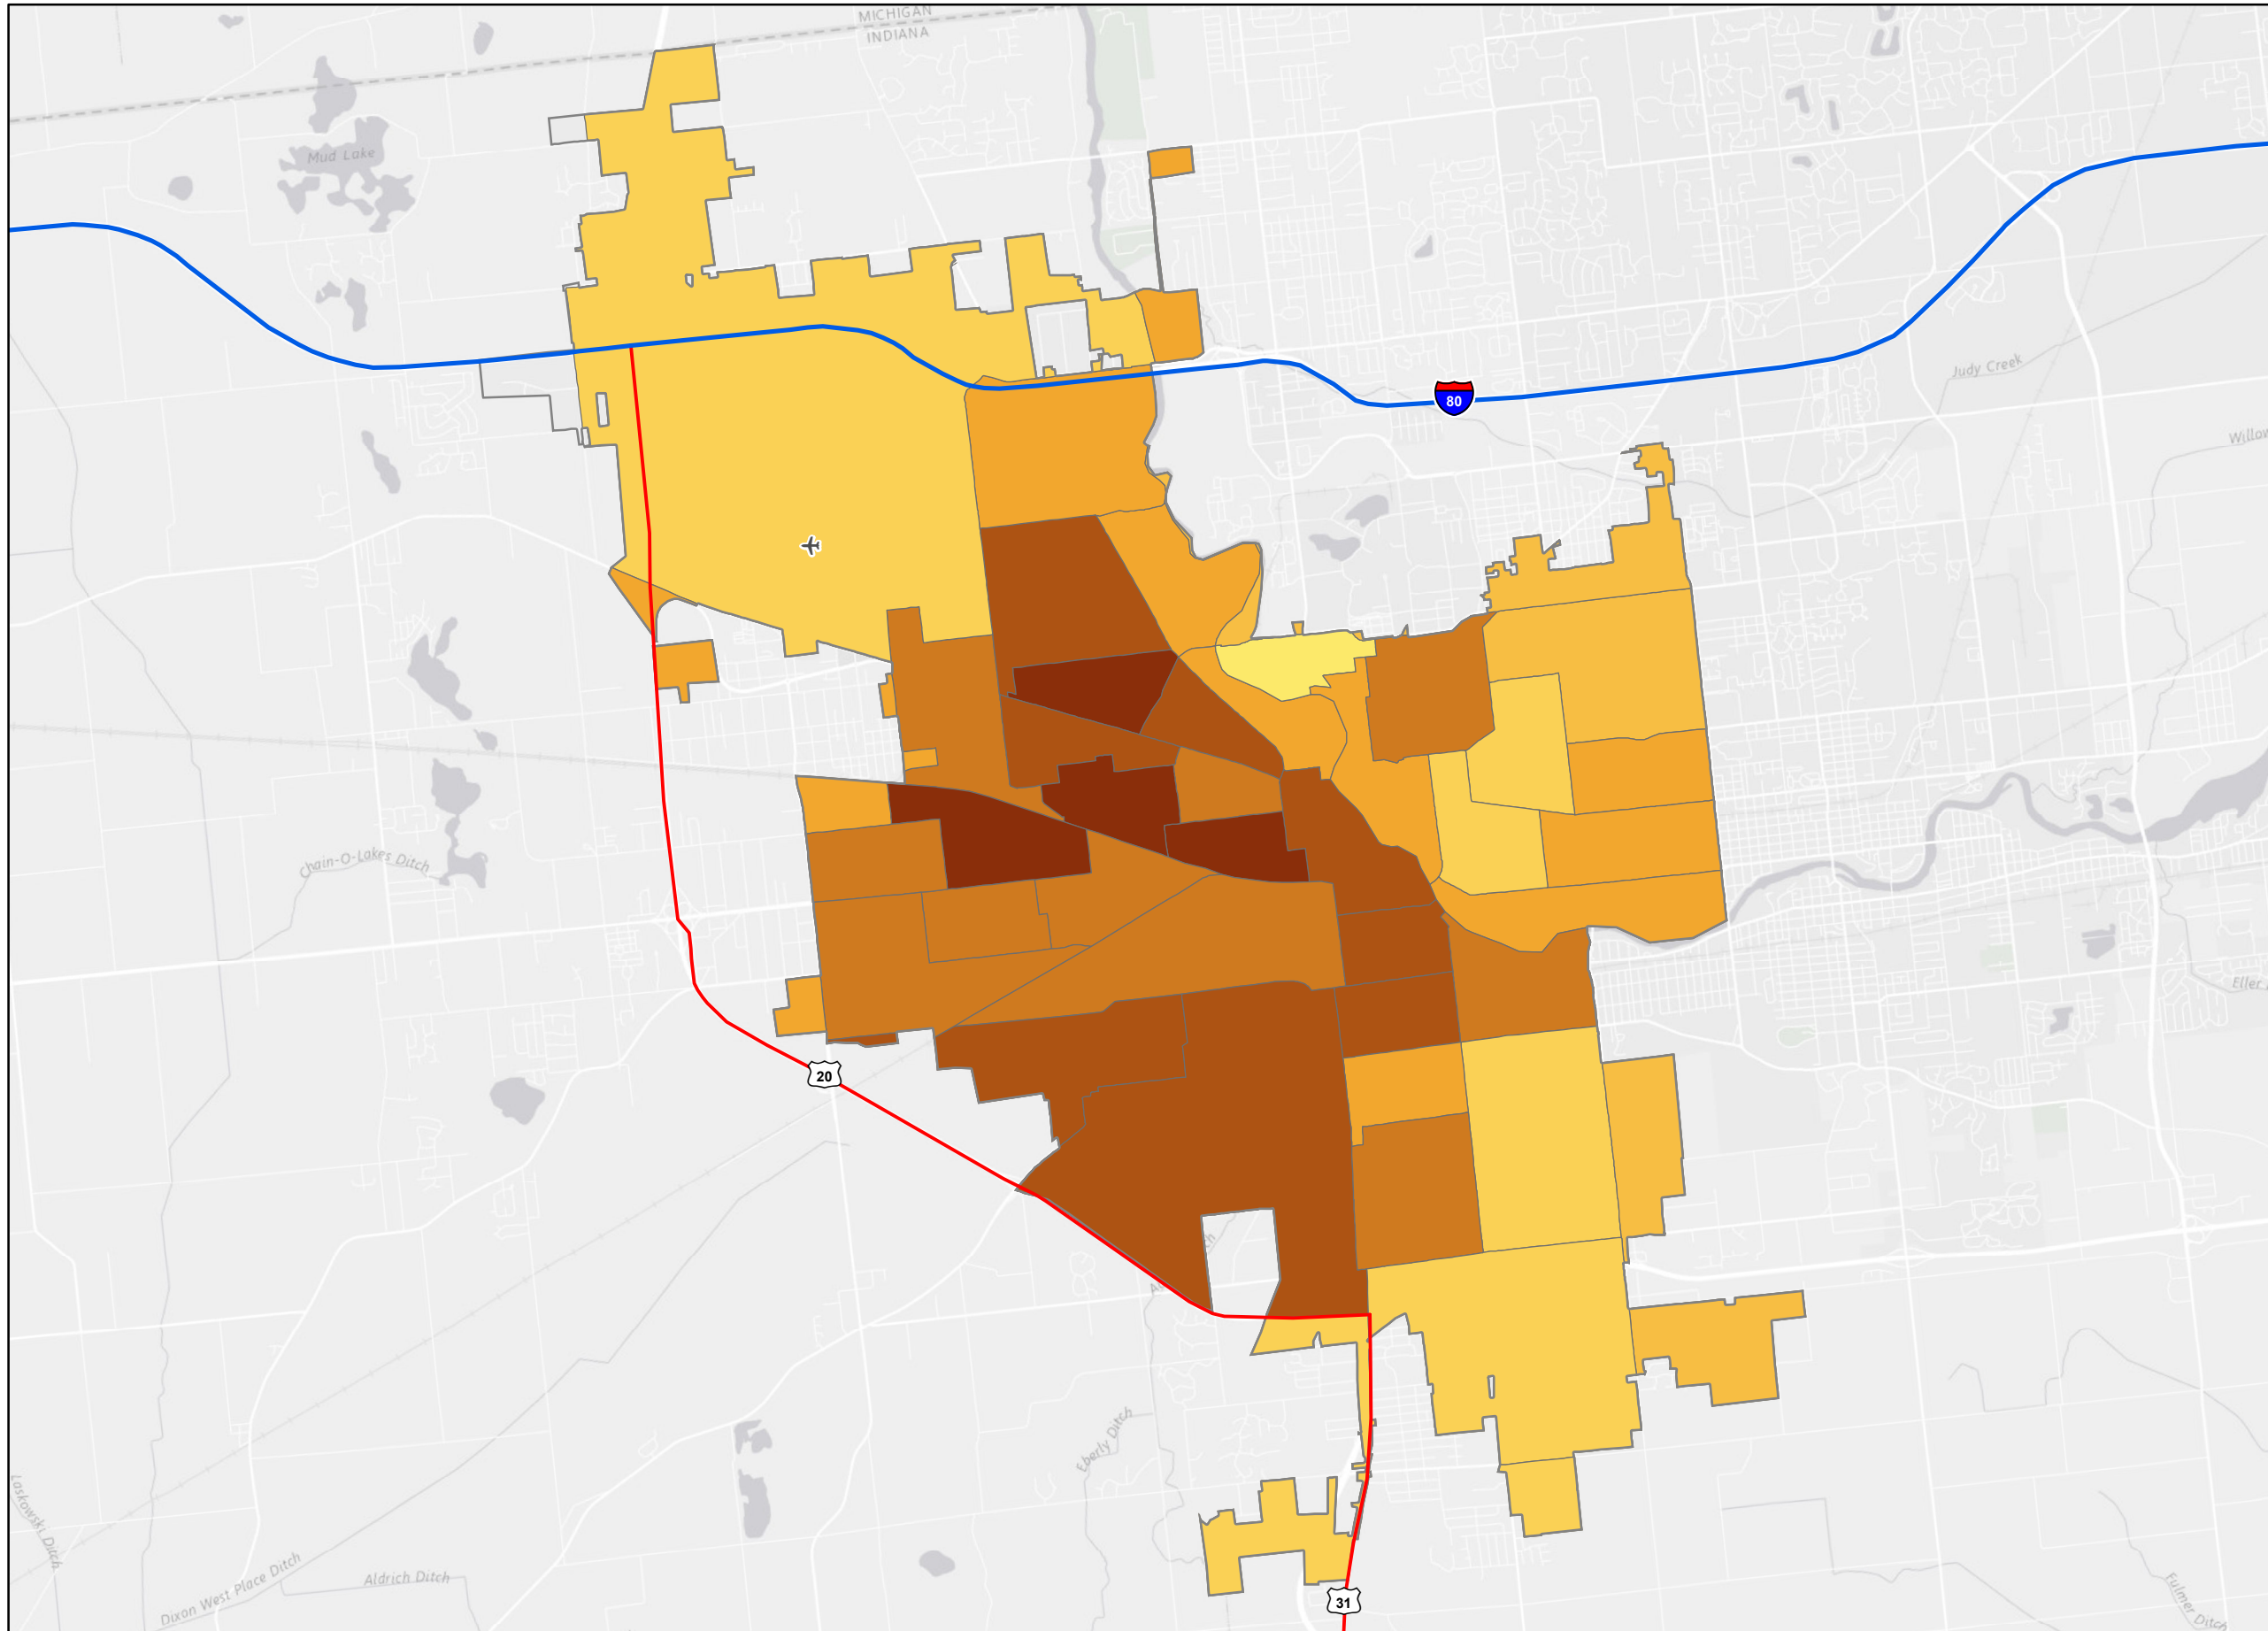 MICHIGAN
INDIANA
Mud Lake
Judy Creek
80
Willow
Chain-O-Lakes Ditch
Eller
20
Eberly Ditch
Laskowski Ditch
Dixon West Place Ditch
Aldrich Ditch
31
Fulmer Ditch